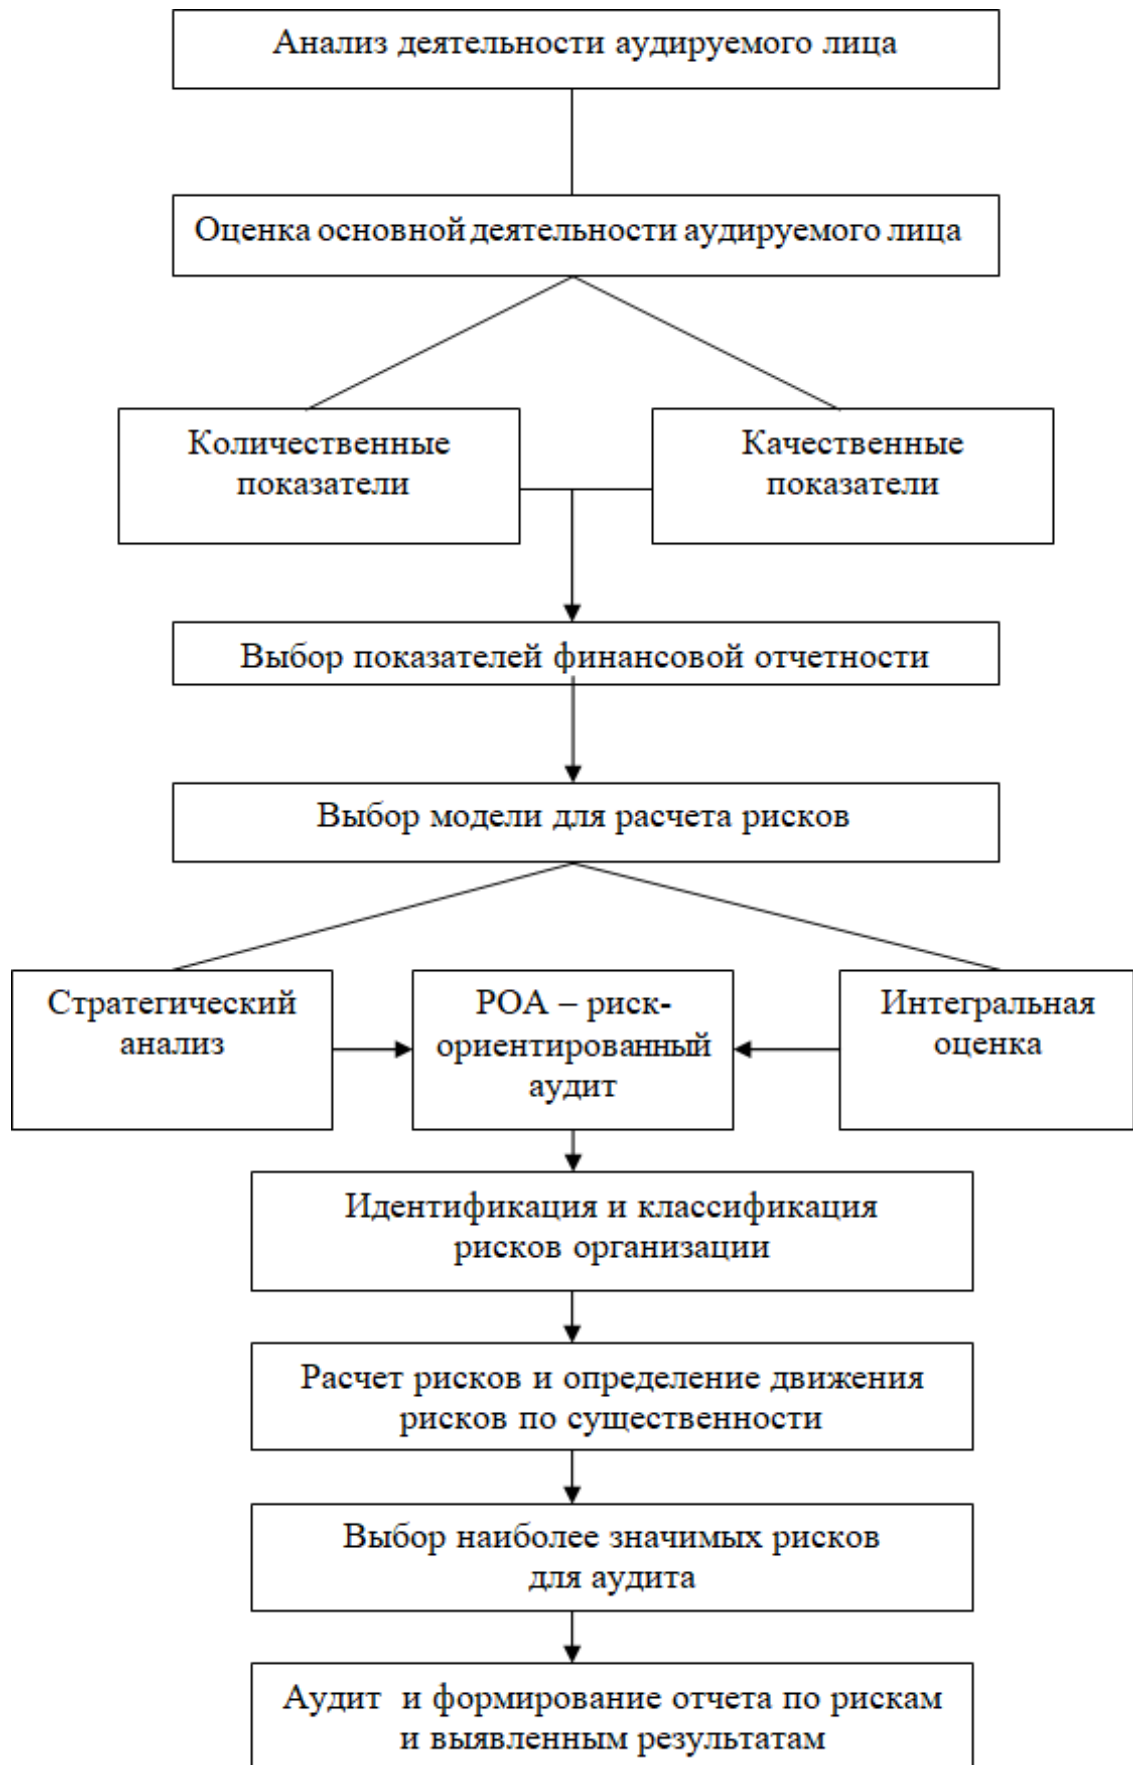 Анализ деятельности аудируемого лица
Оценка основной деятельности аудируемого лица
Количественные
показатели
Качественные
показатели
Выбор показателей финансовой отчетности
Выбор модели для расчета рисков
Стратегический
анализ
РОА – риск-
ориентированный
аудит
Интегральная
оценка
Идентификация и классификация
рисков организации
Расчет рисков и определение движения
рисков по существенности
Выбор наиболее значимых рисков
для аудита
Аудит и формирование отчета по рискам
и выявленным результатам